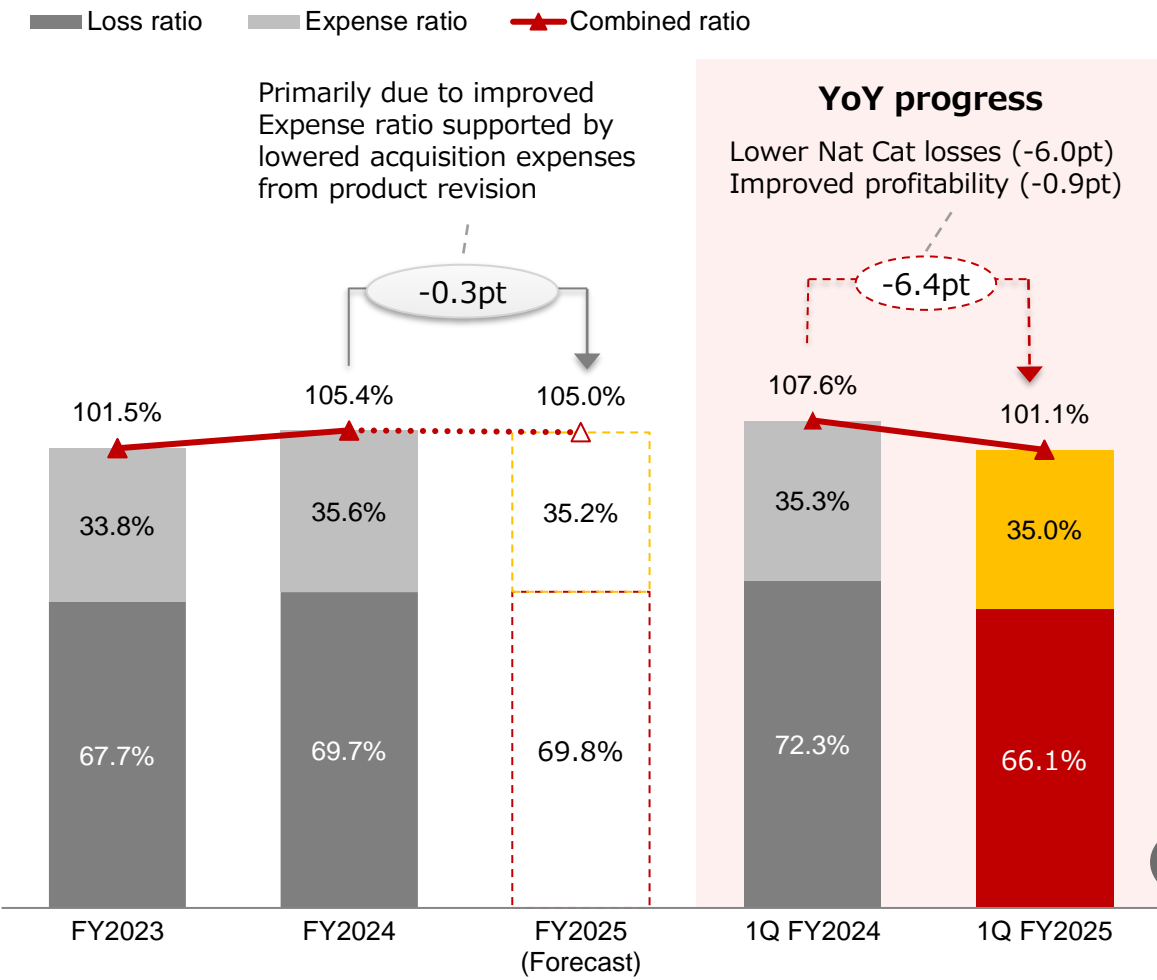 Loss ratio Expense ratio Combined ratio
Primarily due to improved
Expense ratio supported by
lowered acquisition expenses
from product revision
YoY progress
Lower Nat Cat losses (-6.0pt)
Improved profitability (-0.9pt)
-0.3pt
-6.4pt
101.5%
105.4%
105.0%
107.6%
101.1%
33.8%
35.6%
35.2%
35.3%
35.0%
67.7%
69.7%
69.8%
72.3%
66.1%
FY2023
FY2024
FY2025
(Forecast)
1Q FY2024
1Q FY2025